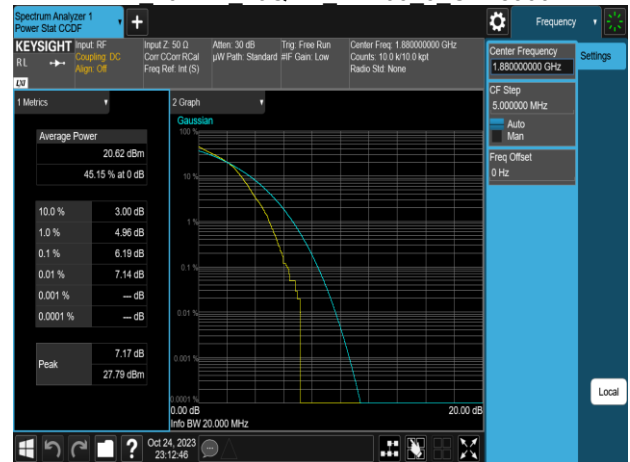 Spectrum Analyzer 1
Power Stat CCDF
Frequency
KEYSIGHT
R L
LXI
Input: RF
Coupling: DC
Align: Off
Input Z: 50 Ω
Corr CCorr RCal
Freq Ref: Int (S)
Atten: 30 dB
µW Path: Standard
Trig: Free Run
#IF Gain: Low
Center Freq: 1.880000000 GHz
Counts: 10.0 k/10.0 kpt
Radio Std: None
Center Frequency
1.880000000 GHz
Settings
CF Step
5.000000 MHz
Auto
Man
Freq Offset
0 Hz
1 Metrics
Average Power
20.62 dBm
45.15 % at 0 dB
10.0 % 3.00 dB
1.0 % 4.96 dB
0.1 % 6.19 dB
0.01 % 7.14 dB
0.001 % --- dB
0.0001 % --- dB
Peak
7.17 dB
27.79 dBm
2 Graph
Gaussian
100 %
10 %
1 %
0.1 %
0.01 %
0.001 %
0.0001 %
0.00 dB
20.00 dB
Info BW 20.000 MHz
Local
?
Oct 24, 2023
23:12:46